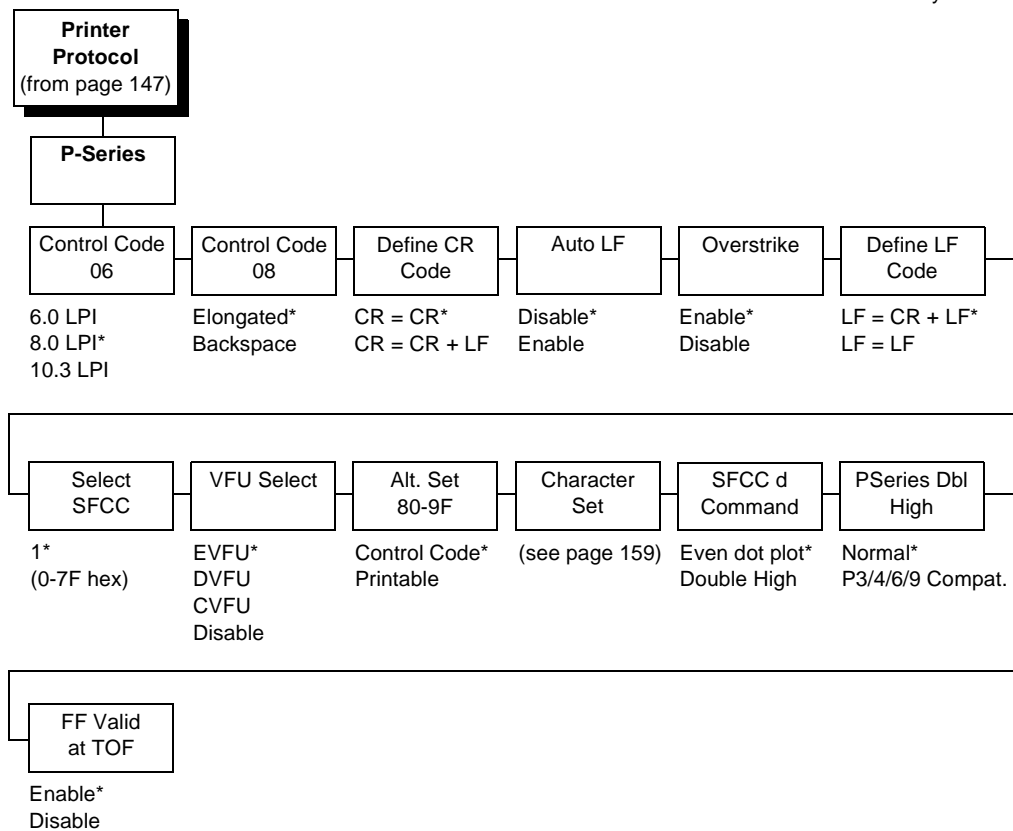 Printer
Protocol
(from page 147)
P-Series
Control Code
06
6.0 LPI
8.0 LPI*
10.3 LPI
Control Code
08
Elongated*
Backspace
Define CR
Code
CR = CR*
CR = CR + LF
Auto LF
Disable*
Enable
Overstrike
Enable*
Disable
Define LF
Code
LF = CR + LF*
LF = LF
Select
SFCC
1*
(0-7F hex)
VFU Select
EVFU*
DVFU
CVFU
Disable
Alt. Set
80-9F
Control Code*
Printable
Character
Set
(see page 159)
SFCC d
Command
Even dot plot*
Double High
PSeries Dbl
High
Normal*
P3/4/6/9 Compat.
FF Valid
at TOF
Enable*
Disable